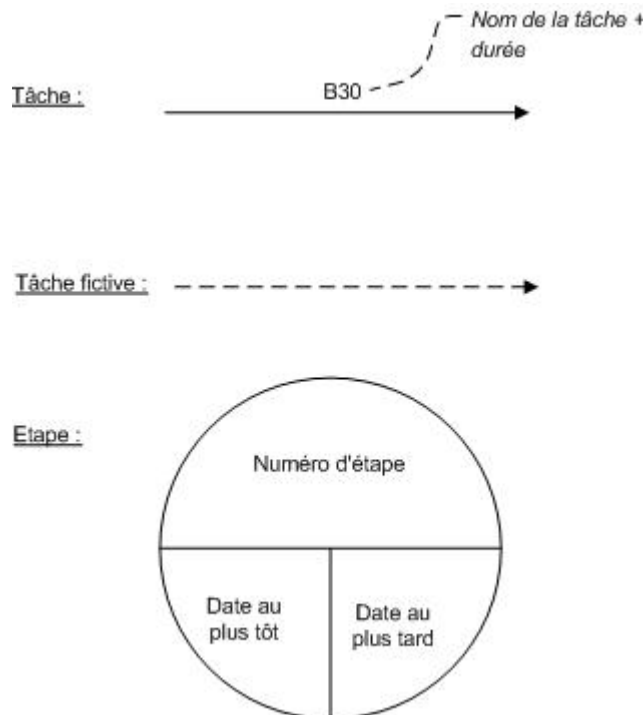 Nom de la tâche +
durée
Tâche :
B30
Tâche fictive :
Etape :
Numéro d'étape
Date au
plus tôt
Date au
plus tard